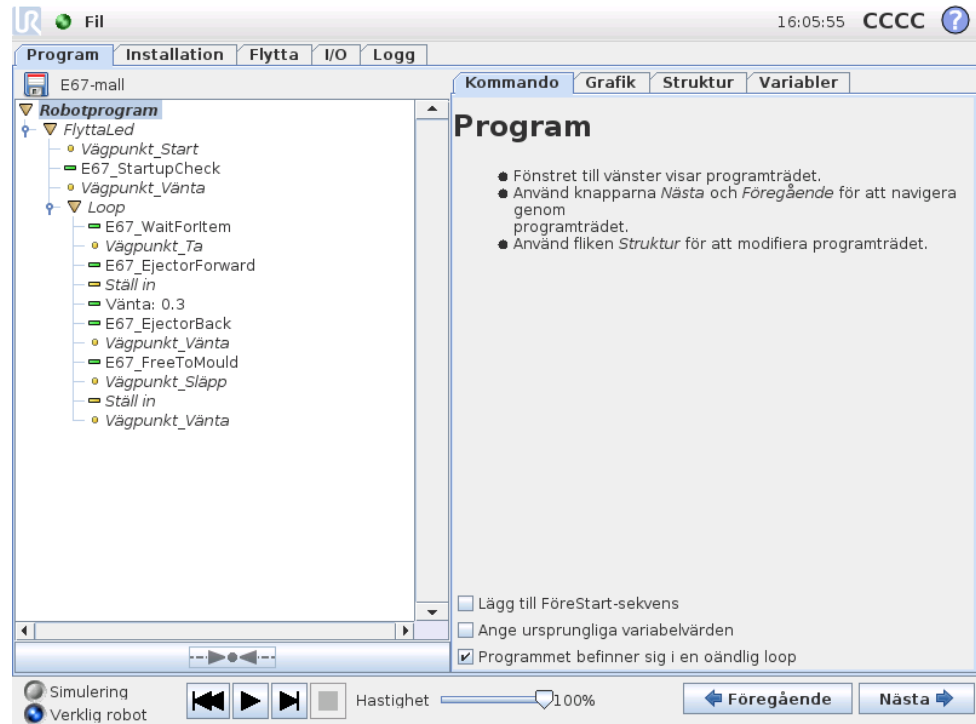 UR Fil 16:05:55 CCCC ?
Program Installation Flytta I/O Logg
E67-mall
Robotprogram
FlyttaLed
Vägpunkt_Start
E67_StartupCheck
Vägpunkt_Vänta
Loop
E67_WaitForItem
Vägpunkt_Ta
E67_EjectorForward
Ställ in
Vänta: 0.3
E67_EjectorBack
Vägpunkt_Vänta
E67_FreeToMould
Vägpunkt_Släpp
Ställ in
Vägpunkt_Vänta
Kommando Grafik Struktur Variabler
Program
Fönstret till vänster visar programträdet.
Använd knapparna Nästa och Föregående för att navigera
genom
programträdet.
Använd fliken Struktur för att modifiera programträdet.
Lägg till FöreStart-sekvens
Ange ursprungliga variabelvärden
Programmet befinner sig i en oändlig loop
Simulering
Verklig robot
Hastighet 100%
Föregående Nästa